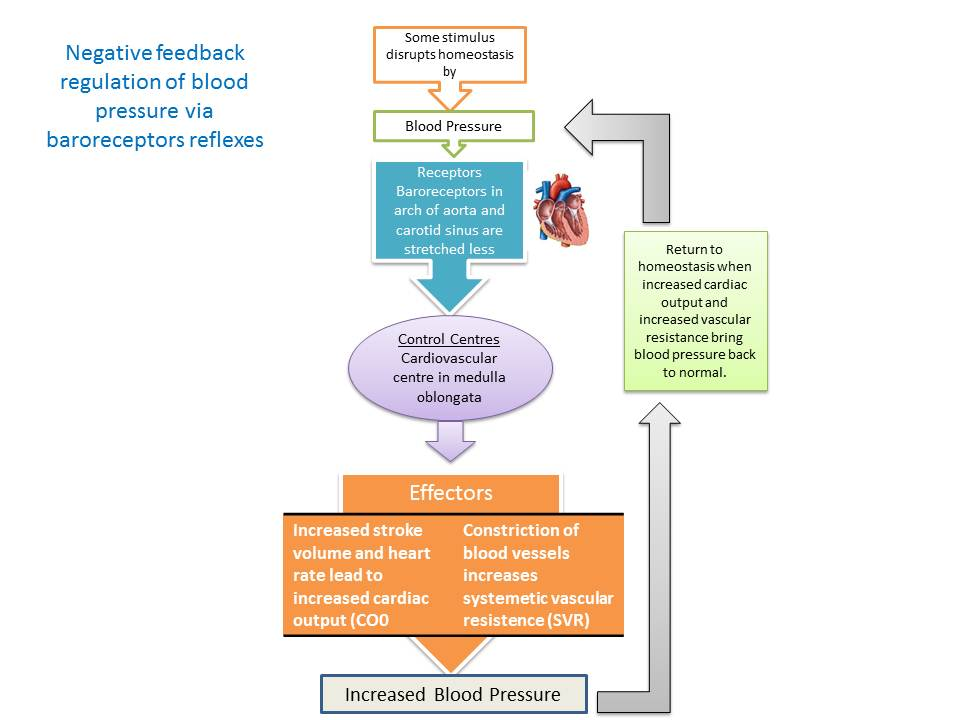 Negative feedback
regulation of blood
pressure via
baroreceptors reflexes
Some stimulus
disrupts homeostasis
by
Blood Pressure
Receptors
Baroreceptors in
arch of aorta and
carotid sinus are
stretched less
Control Centres
Cardiovascular
centre in medulla
oblongata
Effectors
Increased stroke
volume and heart
rate lead to
increased cardiac
output (CO0
Constriction of
blood vessels
increases
systemetic vascular
resistence (SVR)
Increased Blood Pressure
Return to
homeostasis when
increased cardiac
output and
increased vascular
resistance bring
blood pressure back
to normal.